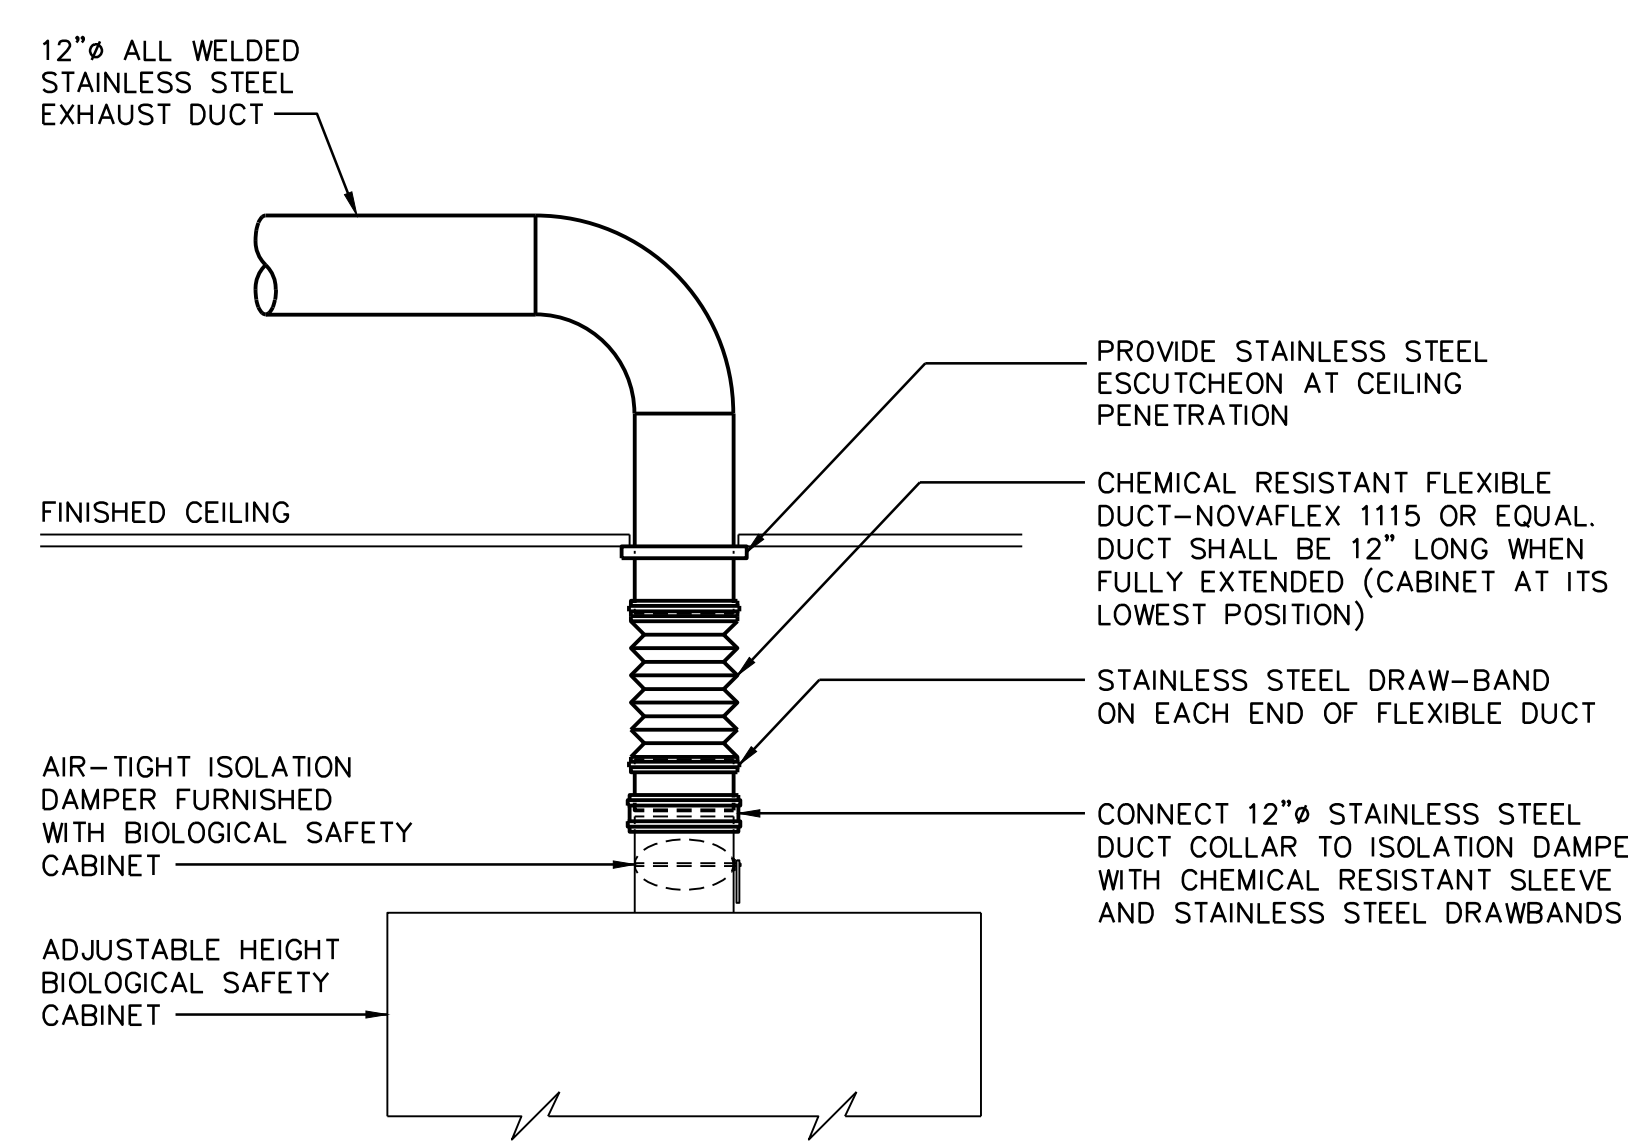 12"ø ALL WELDED
STAINLESS STEEL
EXHAUST DUCT
PROVIDE STAINLESS STEEL
ESCUTCHEON AT CEILING
PENETRATION
FINISHED CEILING
CHEMICAL RESISTANT FLEXIBLE
DUCT-NOVAFLEX 1115 OR EQUAL.
DUCT SHALL BE 12" LONG WHEN
FULLY EXTENDED (CABINET AT ITS
LOWEST POSITION)
STAINLESS STEEL DRAW-BAND
ON EACH END OF FLEXIBLE DUCT
AIR-TIGHT ISOLATION
DAMPER FURNISHED
WITH BIOLOGICAL SAFETY
CABINET
CONNECT 12"ø STAINLESS STEEL
DUCT COLLAR TO ISOLATION DAMPE
WITH CHEMICAL RESISTANT SLEEVE
AND STAINLESS STEEL DRAWBANDS
ADJUSTABLE HEIGHT
BIOLOGICAL SAFETY
CABINET